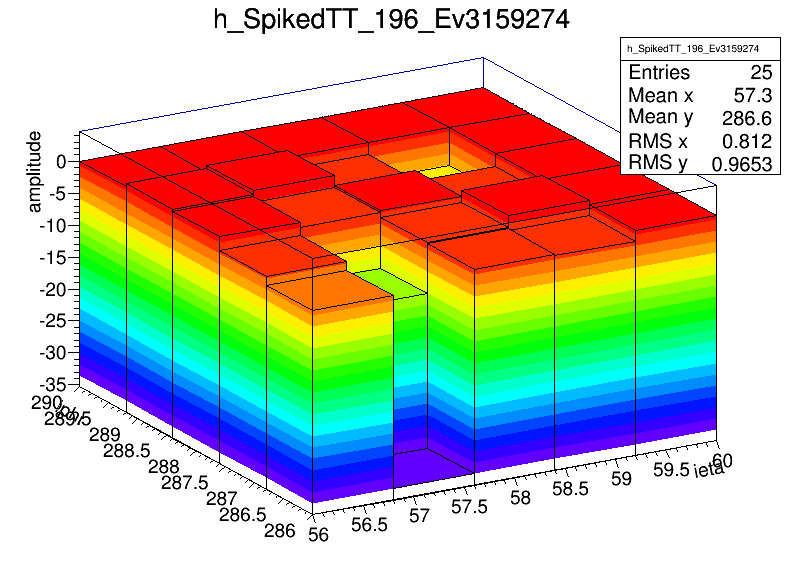 h_SpikedTT_196_Ev3159274
h_SpikedTT_196_Ev3159274
Entries 25
Mean x 57.3
Mean y 286.6
RMS x 0.812
RMS y 0.9653
amplitude
0
-5
-10
-15
-20
-25
-30
-35
290
289.5
289
288.5
288
287.5
287
286.5
286
56
56.5
57
57.5
58
58.5
59
59.5
60
ieta